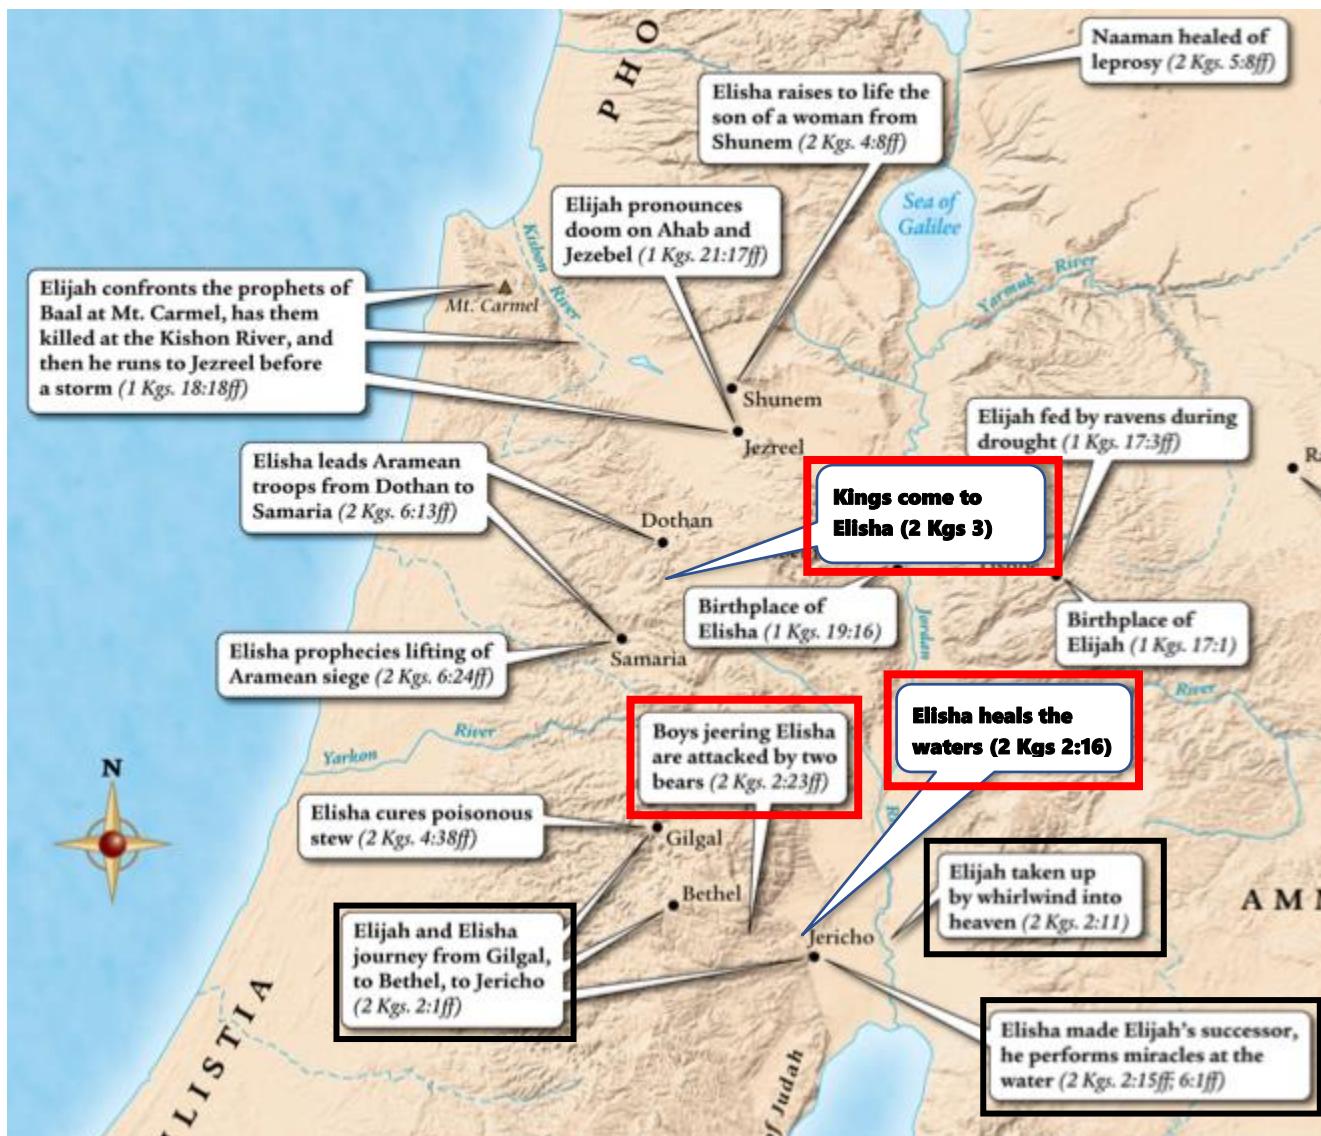 PHO
Naaman healed of
leprosy (2 Kgs. 5:8ff)
Elisha raises to life the
son of a woman from
Shunem (2 Kgs. 4:8ff)
Elijah pronounces
doom on Ahab and
Jezebel (1 Kgs. 21:17ff)
Sea of
Galilee
Kishon River
Yarmuk River
Elijah confronts the prophets of
Baal at Mt. Carmel, has them
killed at the Kishon River, and
then he runs to Jezreel before
a storm (1 Kgs. 18:18ff)
Mt. Carmel
Shunem
Jezreel
Elijah fed by ravens during
drought (1 Kgs. 17:3ff)
Elisha leads Aramean
troops from Dothan to
Samaria (2 Kgs. 6:13ff)
Kings come to
Elisha (2 Kgs 3)
Dothan
Birthplace of
Elisha (1 Kgs. 19:16)
Jordan
Birthplace of
Elijah (1 Kgs. 17:1)
Elisha prophecies lifting of
Aramean siege (2 Kgs. 6:24ff)
Samaria
River
Elisha heals the
waters (2 Kgs 2:16)
Boys jeering Elisha
are attacked by two
bears (2 Kgs. 2:23ff)
Yarkon River
N
Elisha cures poisonous
stew (2 Kgs. 4:38ff)
Gilgal
Bethel
Elijah taken up
by whirlwind into
heaven (2 Kgs. 2:11)
AM
Elijah and Elisha
journey from Gilgal,
to Bethel, to Jericho
(2 Kgs. 2:1ff)
Jericho
Elisha made Elijah's successor,
he performs miracles at the
water (2 Kgs. 2:15ff; 6:1ff)
LISTIA
of Judah